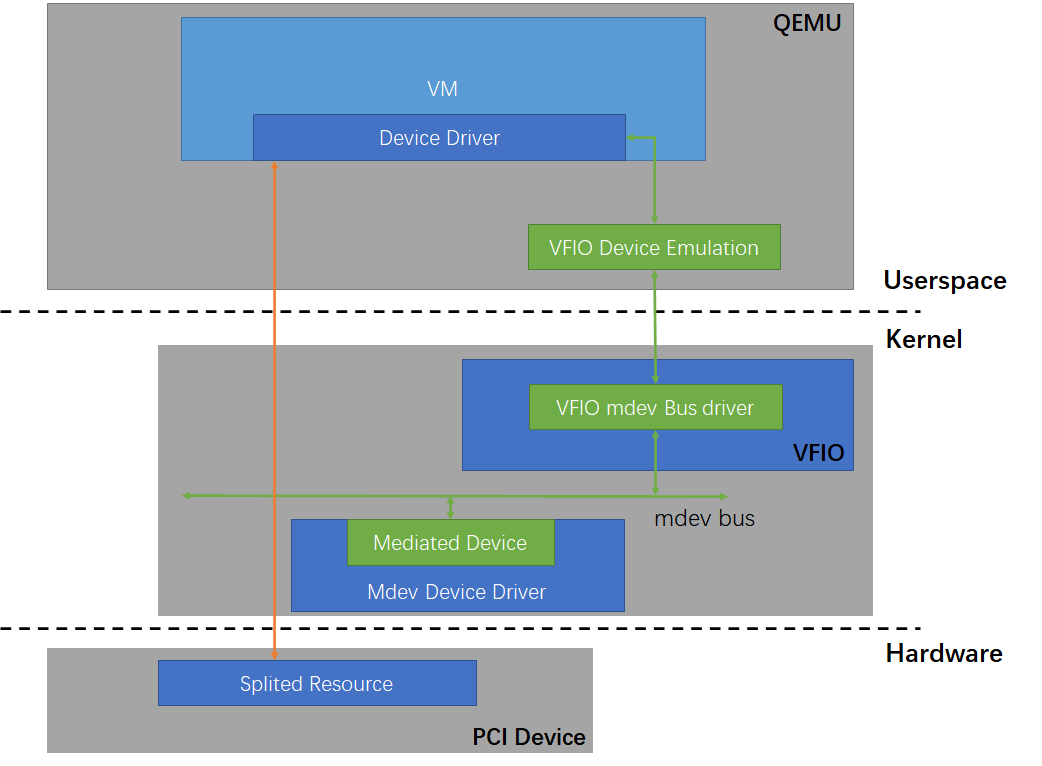 QEMU
VM
Device Driver
VFIO Device Emulation
Userspace
Kernel
VFIO mdev Bus driver
VFIO
mdev bus
Mediated Device
Mdev Device Driver
Hardware
Splited Resource
PCI Device